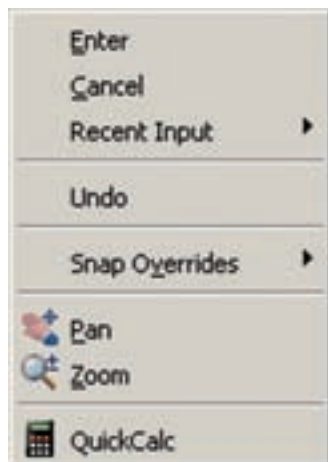 Enter
Cancel
Recent Input
Undo
Snap Overrides
Pan
Zoom
QuickCalc